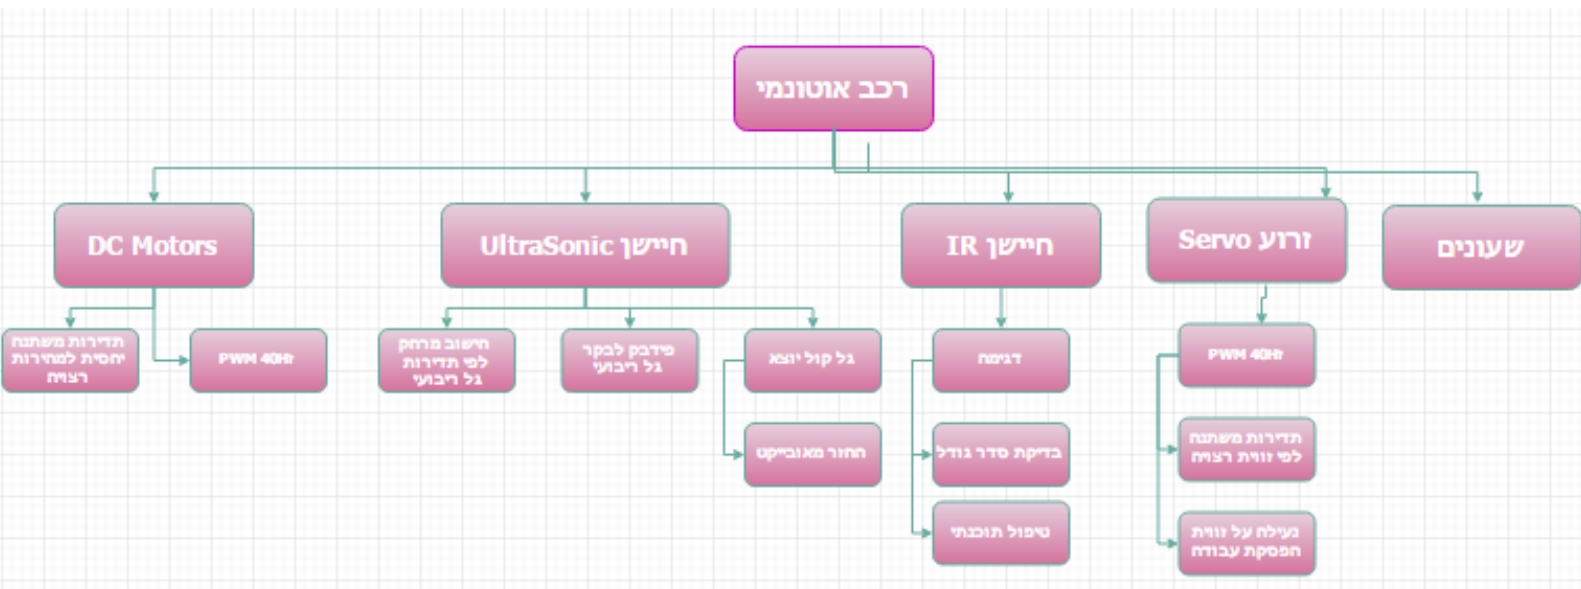 רכב אוטונמי
DC Motors
חיישן UltraSonic
חיישן IR
זרוע Servo
שעונים
תדירות משתנה
יחסית למהירות
רצויה
PWM 40Hz
חישוב מרחק
לפי תדירות
גל ריבועי
פידבק לבקר
גל ריבועי
גל קול יוצא
החזר מאובייקט
דגימה
בדיקת סדר גודל
טיפול תוכנתי
PWM 40Hz
תדירות משתנה
לפי זווית רצויה
נעילה על זווית
הפסקת עבודה